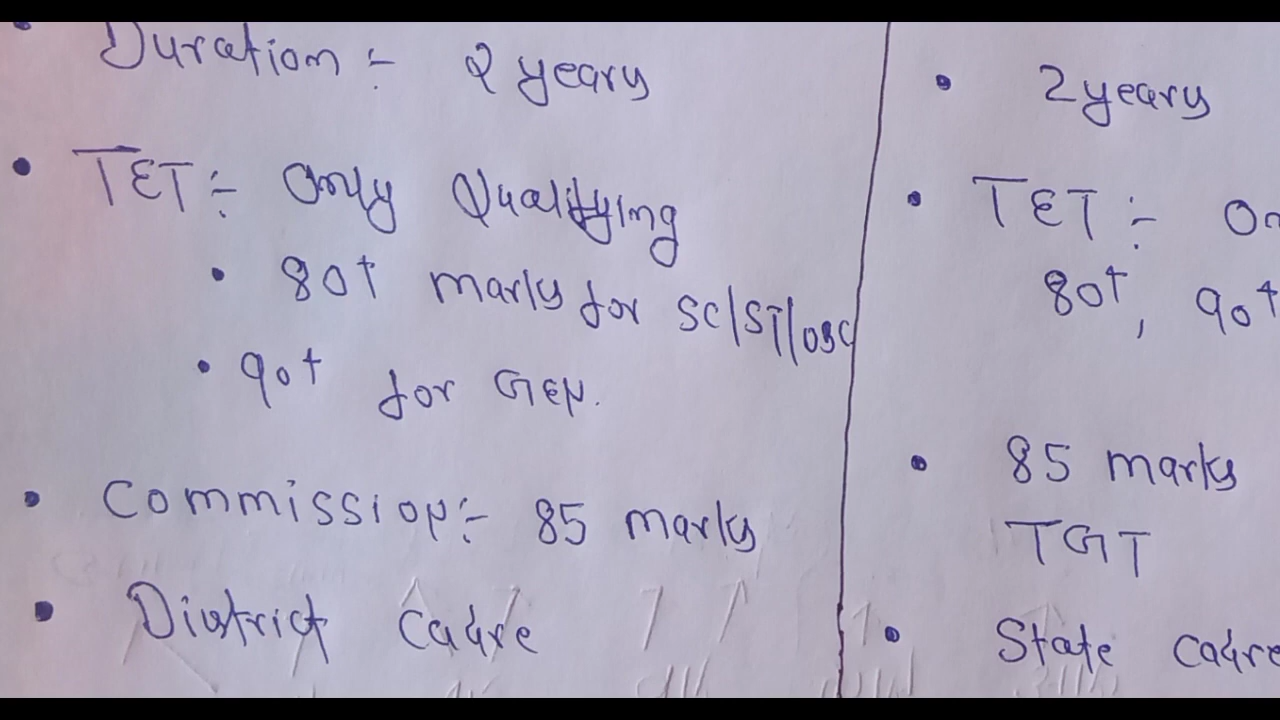 • Duration :- 2 years
• TET :- Only Qualifying
• 80+ marks for SC/ST/OBC
• 90+ for GEN.
• Commission :- 85 marks
• District cadre
• 2 years
• TET :- On
80+, 90+
• 85 marks
TGT
• State cadre